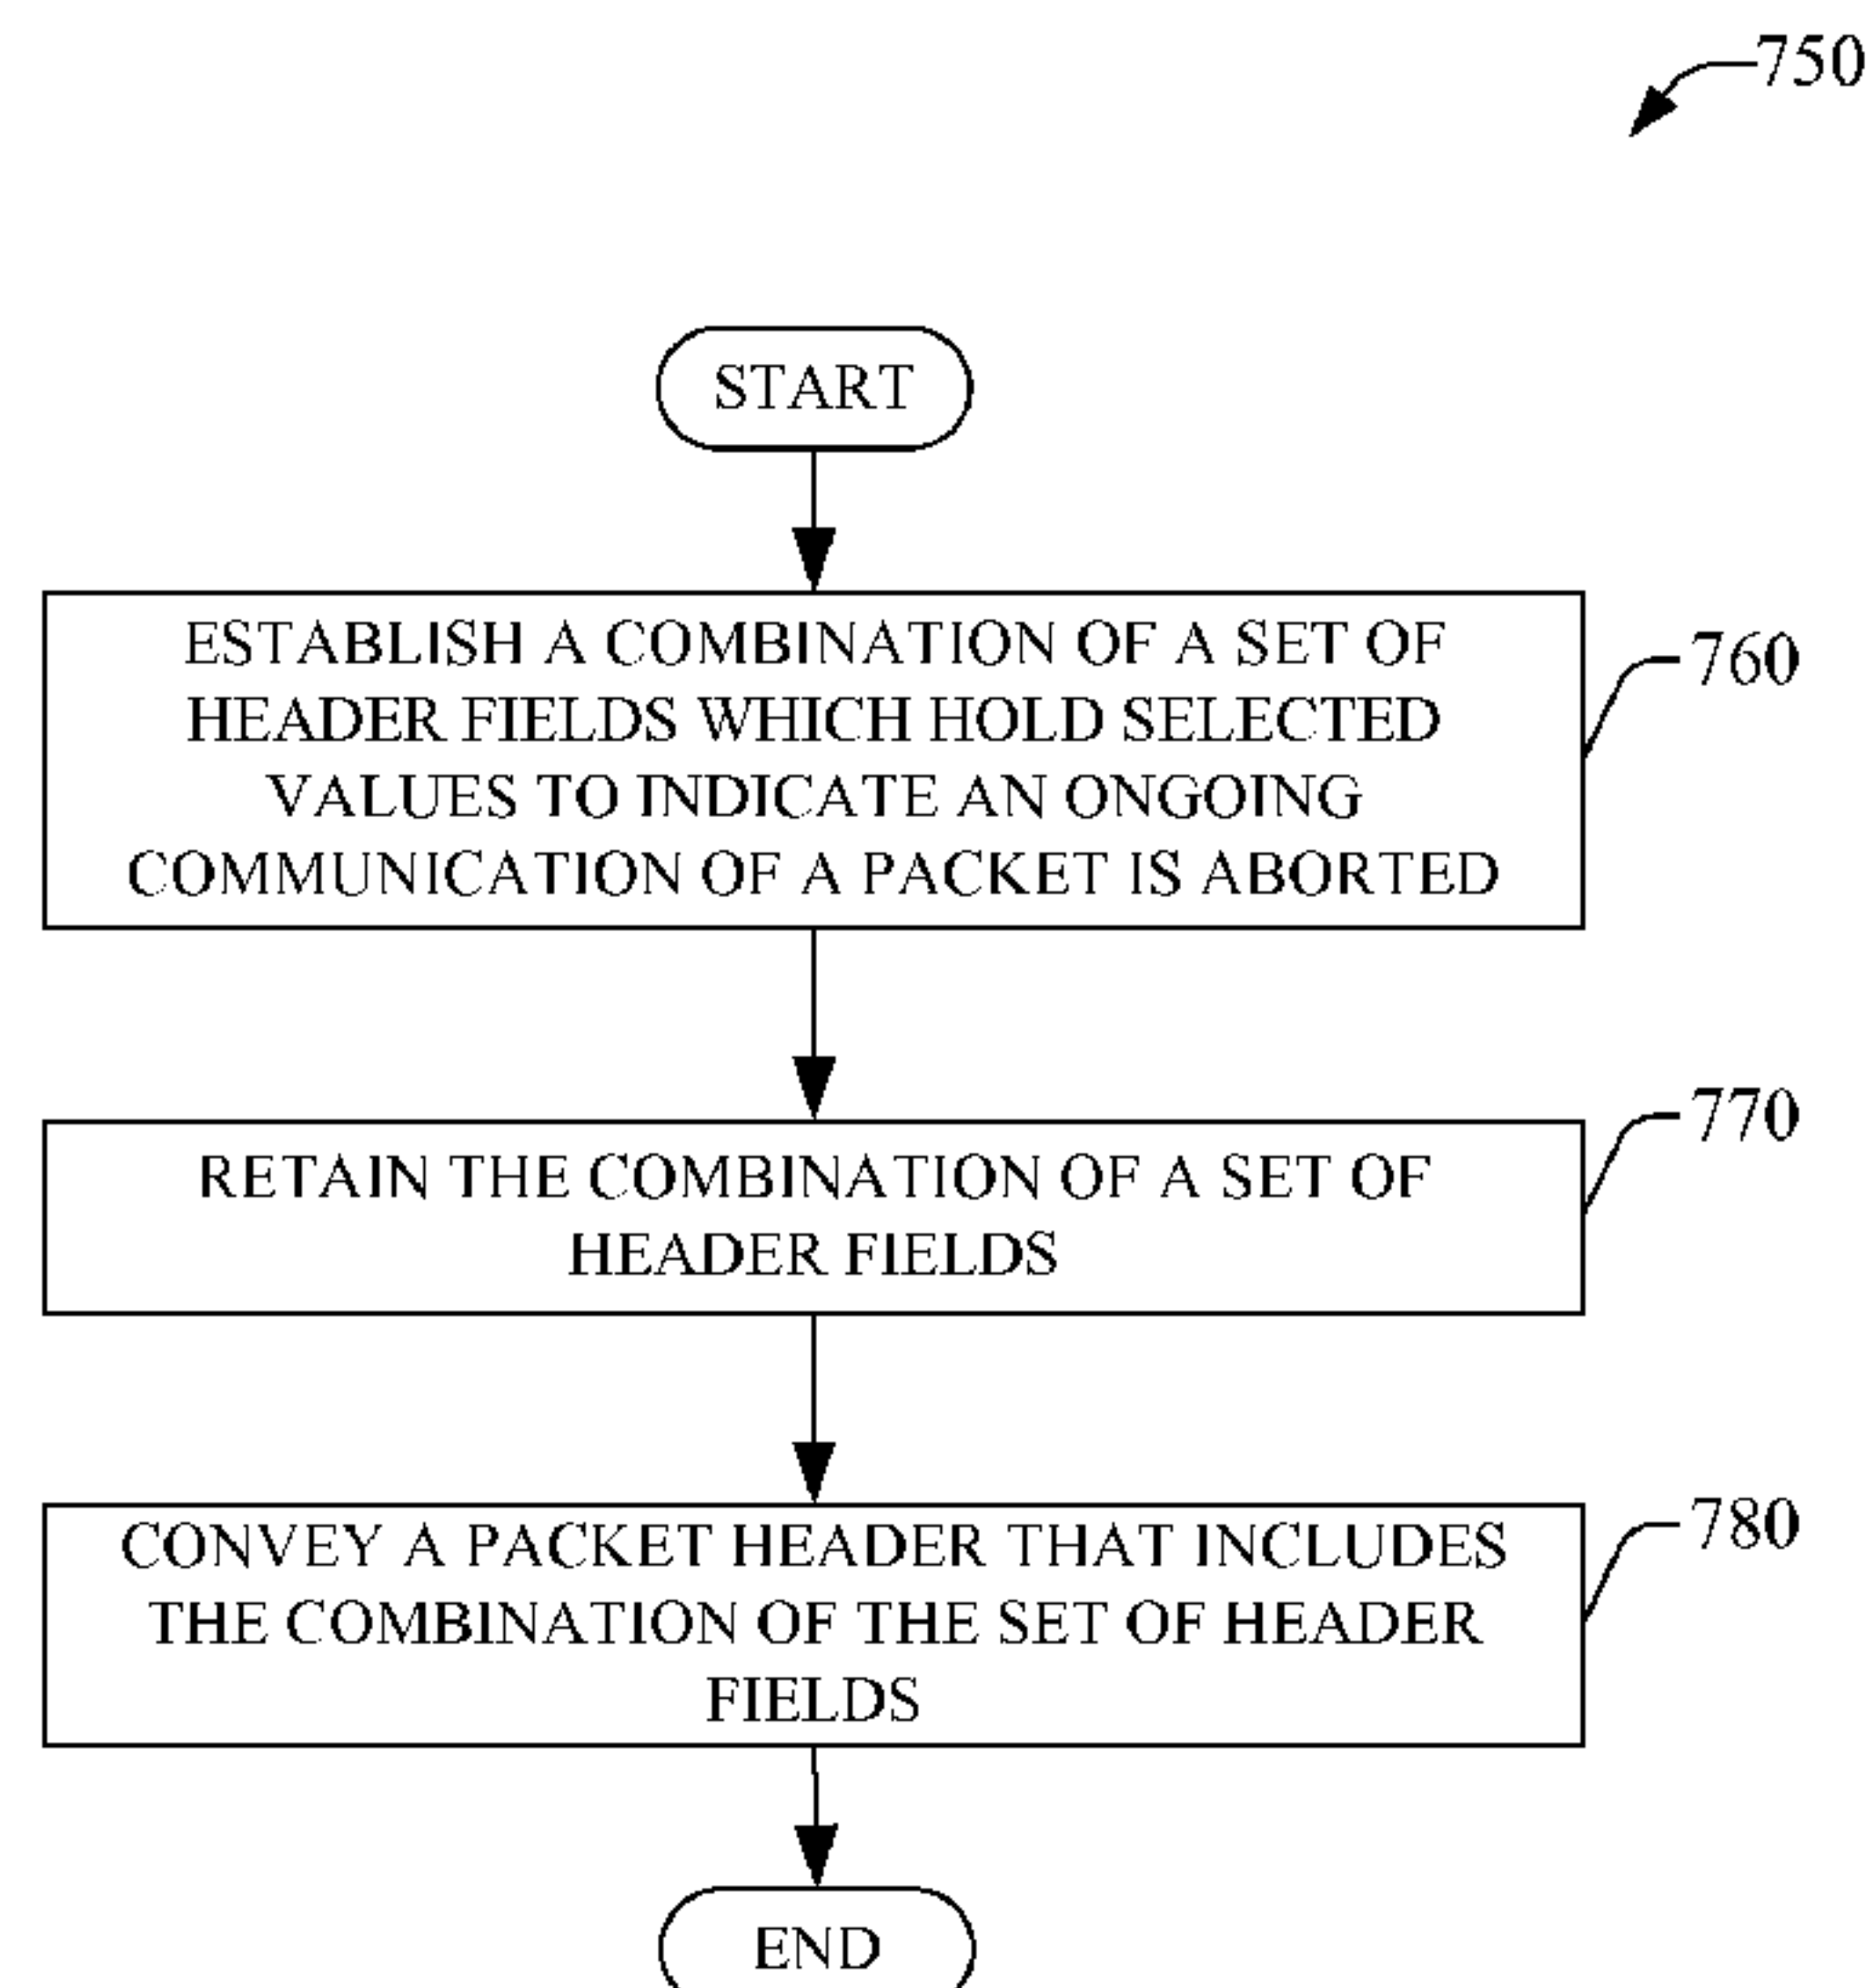 750
START
ESTABLISH A COMBINATION OF A SET OF
HEADER FIELDS WHICH HOLD SELECTED
VALUES TO INDICATE AN ONGOING
COMMUNICATION OF A PACKET IS ABORTED
760
RETAIN THE COMBINATION OF A SET OF
HEADER FIELDS
770
CONVEY A PACKET HEADER THAT INCLUDES
THE COMBINATION OF THE SET OF HEADER
FIELDS
780
END